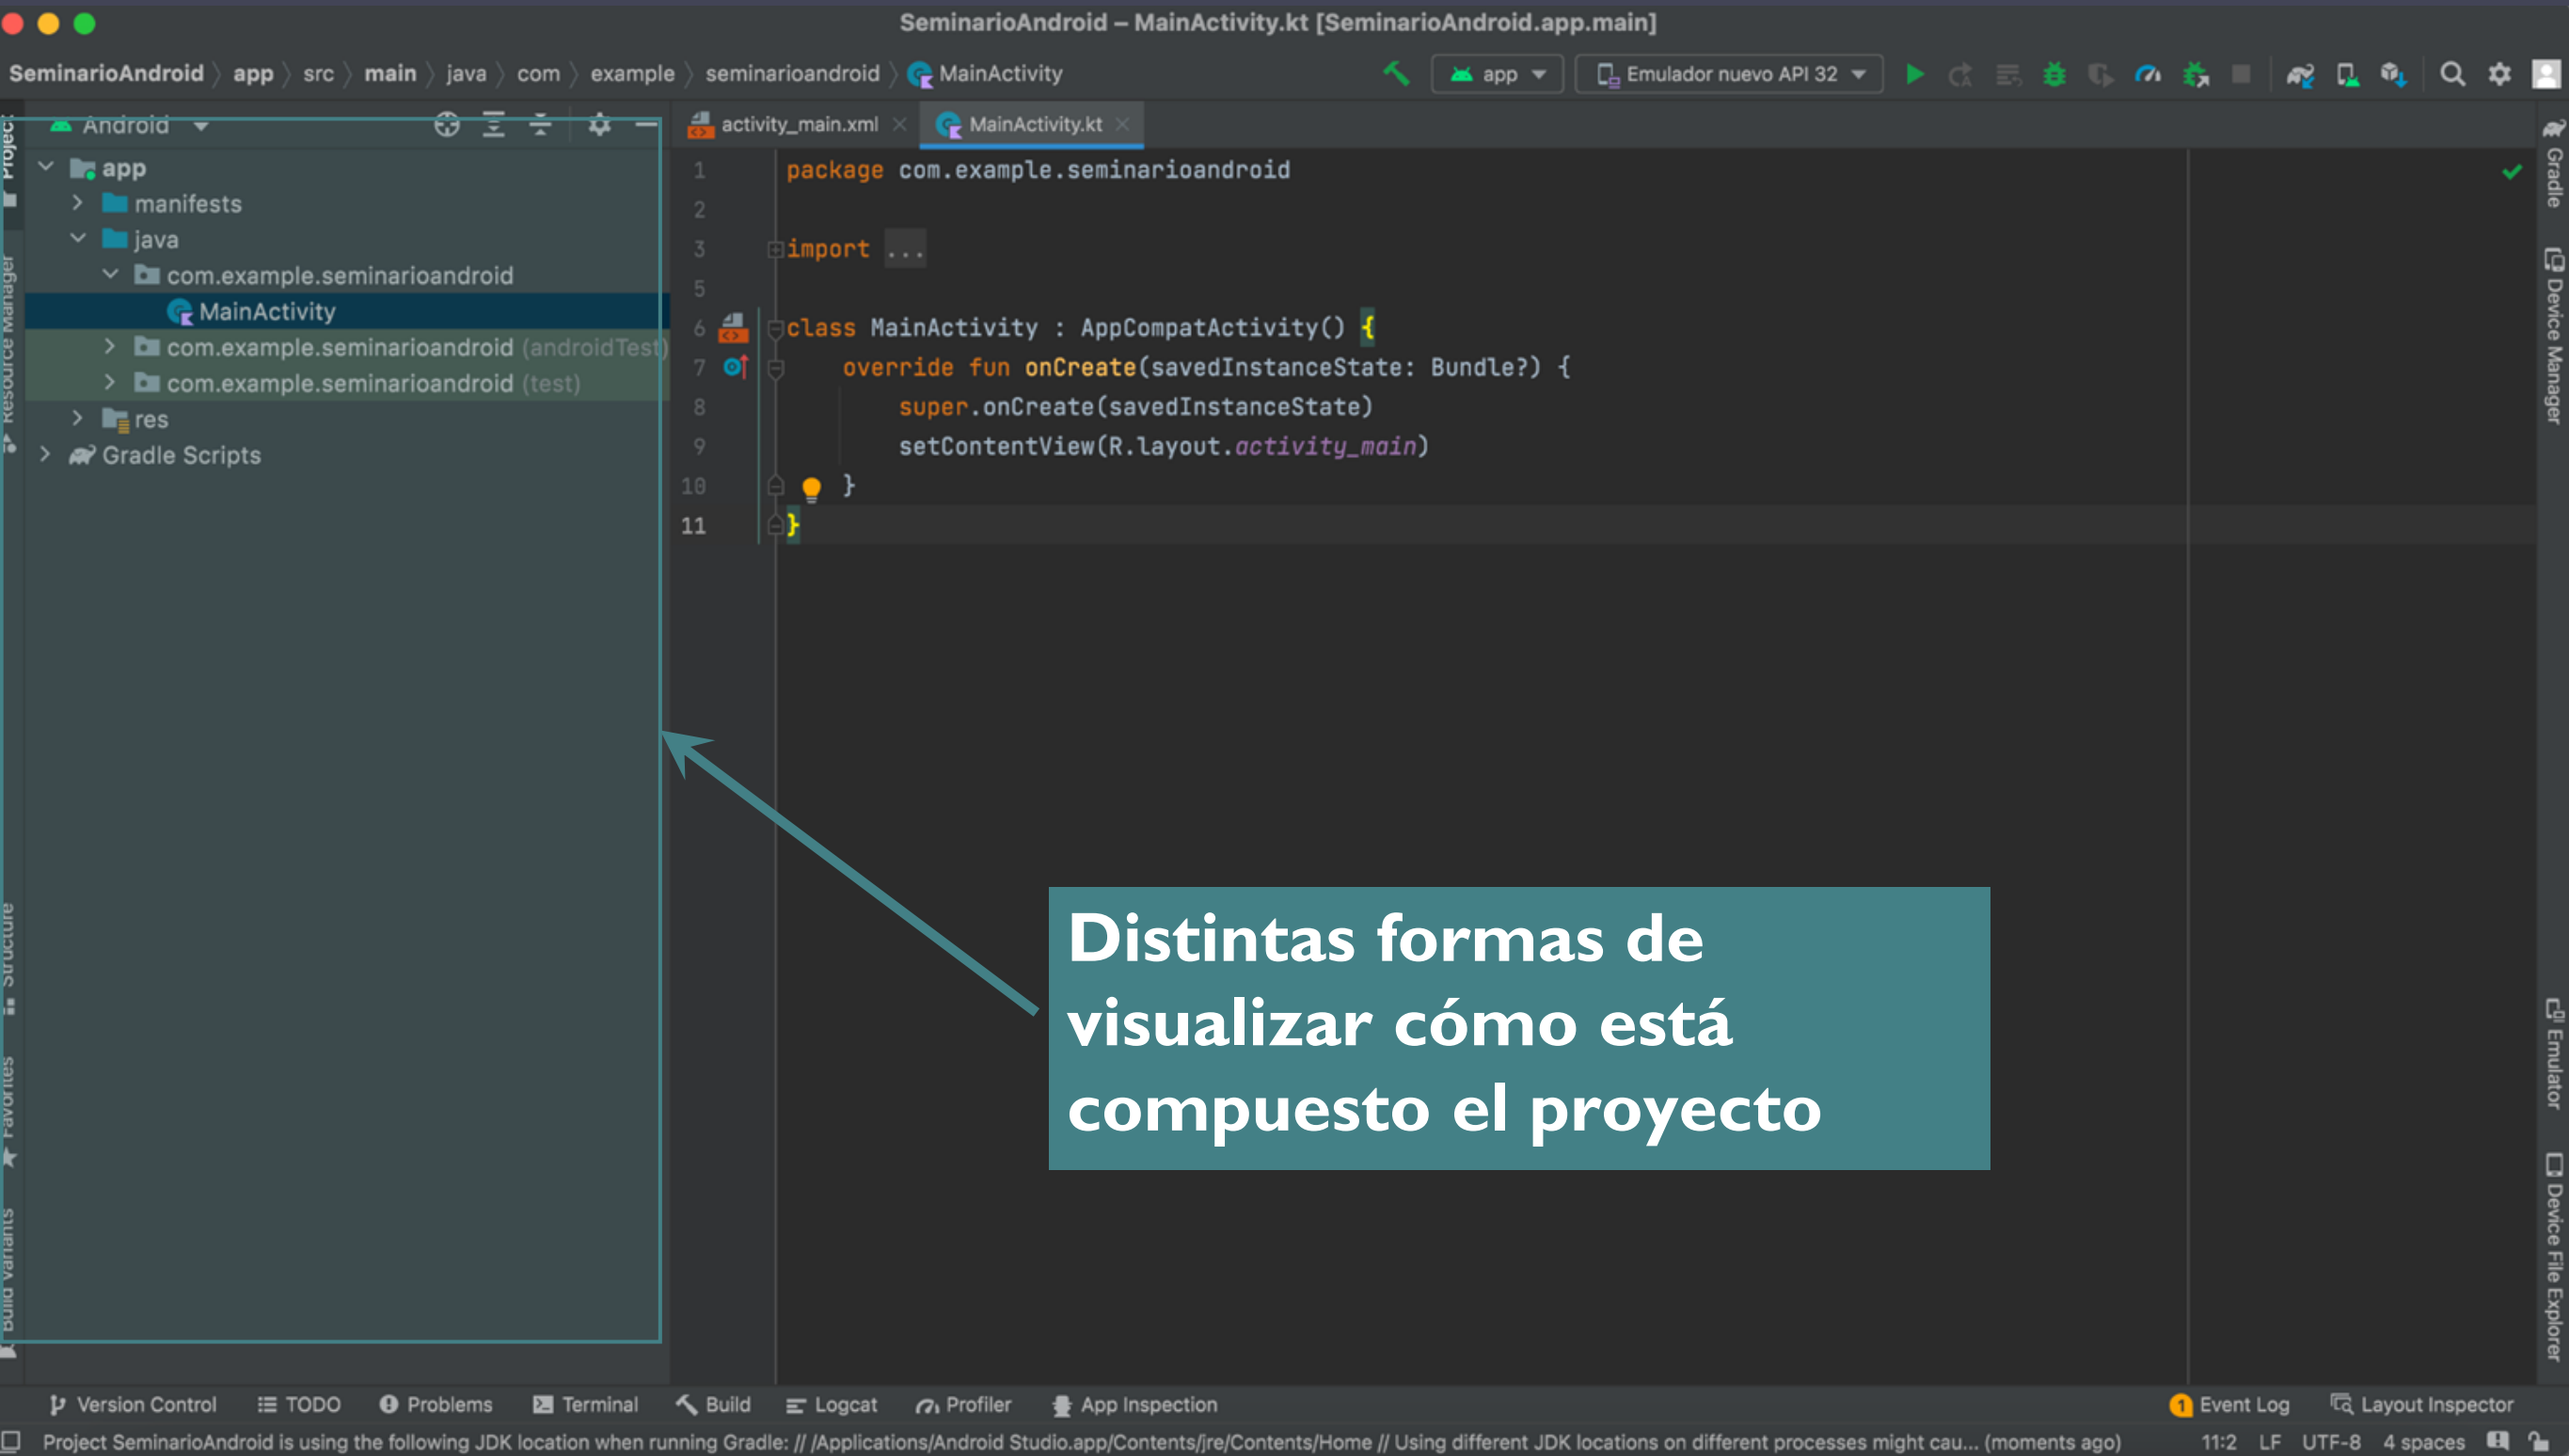 SeminarioAndroid – MainActivity.kt [SeminarioAndroid.app.main]
SeminarioAndroid 〉 app 〉 src 〉 main 〉 java 〉 com 〉 example 〉 seminarioandroid 〉 MainActivity
app
Emulador nuevo API 32
Project
Resource Manager
Structure
Favorites
Build Variants
Android
app
manifests
java
com.example.seminarioandroid
MainActivity
com.example.seminarioandroid (androidTest)
com.example.seminarioandroid (test)
res
Gradle Scripts
activity_main.xml
MainActivity.kt
1 package com.example.seminarioandroid
2
3 import ...
5
6 class MainActivity : AppCompatActivity() {
7 override fun onCreate(savedInstanceState: Bundle?) {
8 super.onCreate(savedInstanceState)
9 setContentView(R.layout.activity_main)
10 }
11 }
Distintas formas de
visualizar cómo está
compuesto el proyecto
Gradle
Device Manager
Emulator
Device File Explorer
Version Control
TODO
Problems
Terminal
Build
Logcat
Profiler
App Inspection
1 Event Log
Layout Inspector
Project SeminarioAndroid is using the following JDK location when running Gradle: // /Applications/Android Studio.app/Contents/jre/Contents/Home // Using different JDK locations on different processes might cau... (moments ago)
11:2 LF UTF-8 4 spaces